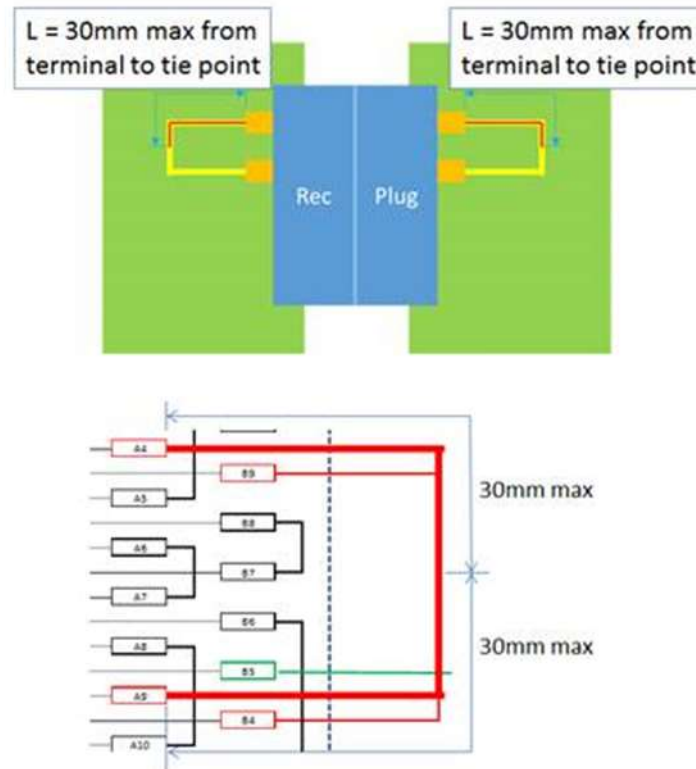 L = 30mm max from
terminal to tie point
L = 30mm max from
terminal to tie point
Rec
Plug
A4
B9
A5
30mm max
B8
A6
B7
A7
B6
A8
30mm max
B5
A9
B4
A10